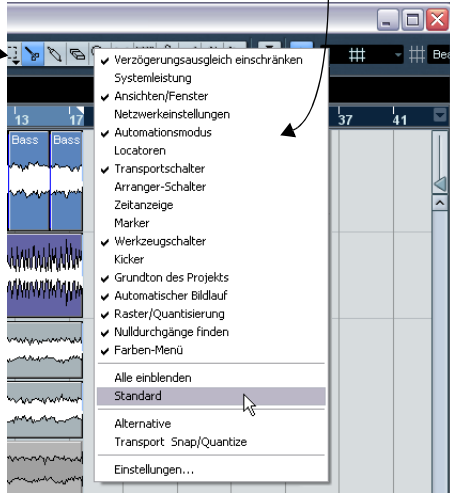 Bea
13 17 37 41
Bass Bass
Verzögerungsausgleich einschränken
Systemleistung
Ansichten/Fenster
Netzwerkeinstellungen
Automationsmodus
Locatoren
Transportschalter
Arranger-Schalter
Zeitanzeige
Marker
Werkzeugschalter
Kicker
Grundton des Projekts
Automatischer Bildlauf
Raster/Quantisierung
Nulldurchgänge finden
Farben-Menü
Alle einblenden
Standard
Alternative
Transport Snap/Quantize
Einstellungen...